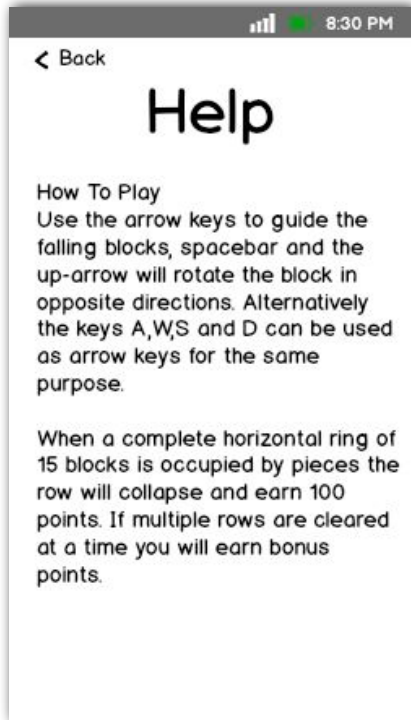 8:30 PM
Back
Help
How To Play
Use the arrow keys to guide the
falling blocks, spacebar and the
up-arrow will rotate the block in
opposite directions. Alternatively
the keys A,W,S and D can be used
as arrow keys for the same
purpose.
When a complete horizontal ring of
15 blocks is occupied by pieces the
row will collapse and earn 100
points. If multiple rows are cleared
at a time you will earn bonus
points.